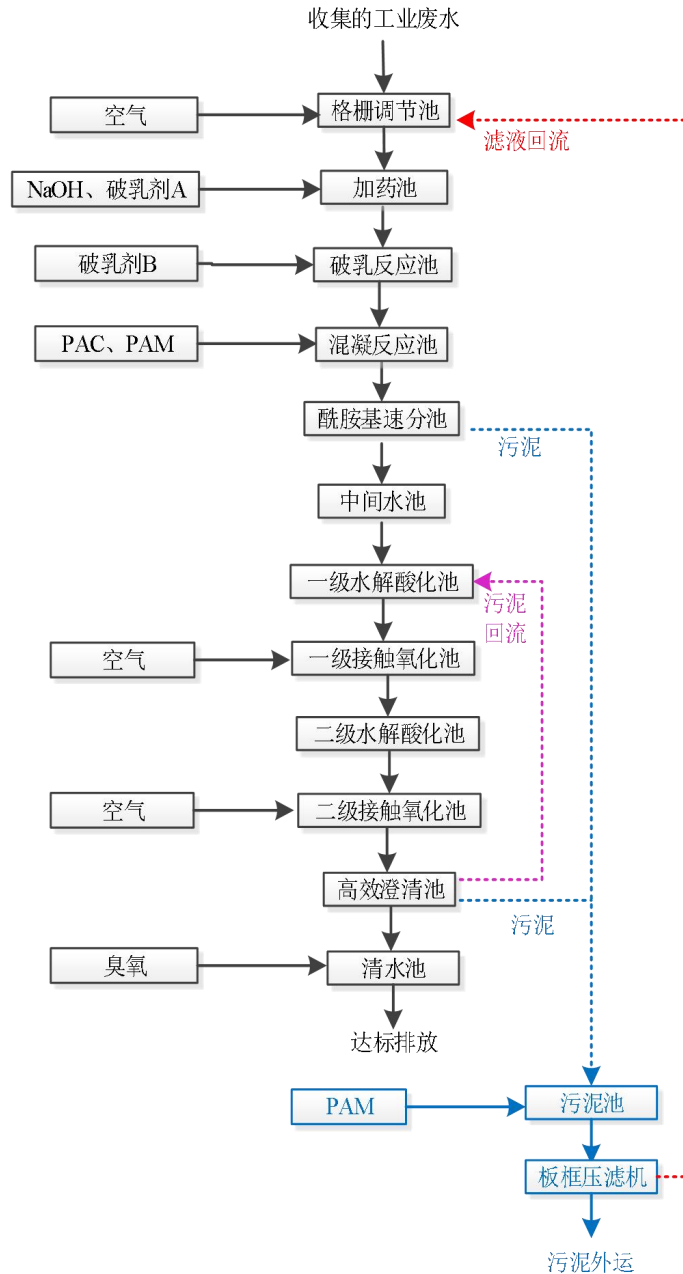 收集的工业废水
空气
格栅调节池
滤液回流
NaOH、破乳剂A
加药池
破乳剂B
破乳反应池
PAC、PAM
混凝反应池
酰胺基速分池
污泥
中间水池
一级水解酸化池
污泥
回流
空气
一级接触氧化池
二级水解酸化池
空气
二级接触氧化池
高效澄清池
污泥
臭氧
清水池
达标排放
PAM
污泥池
板框压滤机
污泥外运